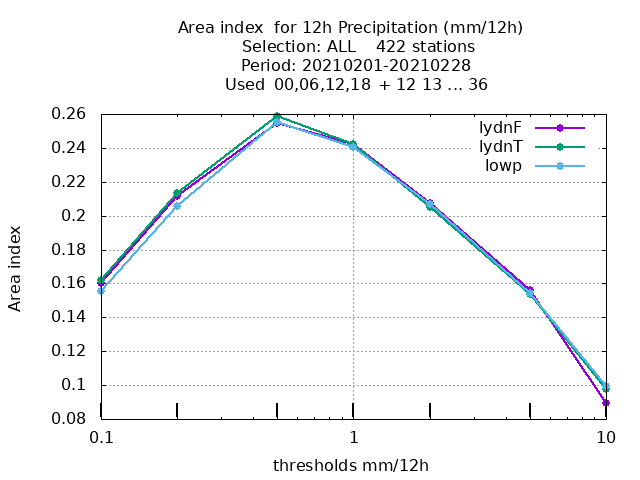 Area index  for 12h Precipitation (mm/12h)
Selection: ALL    422 stations
Period: 20210201-20210228
Used  00,06,12,18  + 12 13 ... 36
lydnF
lydnT
lowp
0.26
0.24
0.22
0.2
0.18
0.16
0.14
0.12
0.1
0.08
Area index
0.1 1 10
thresholds mm/12h